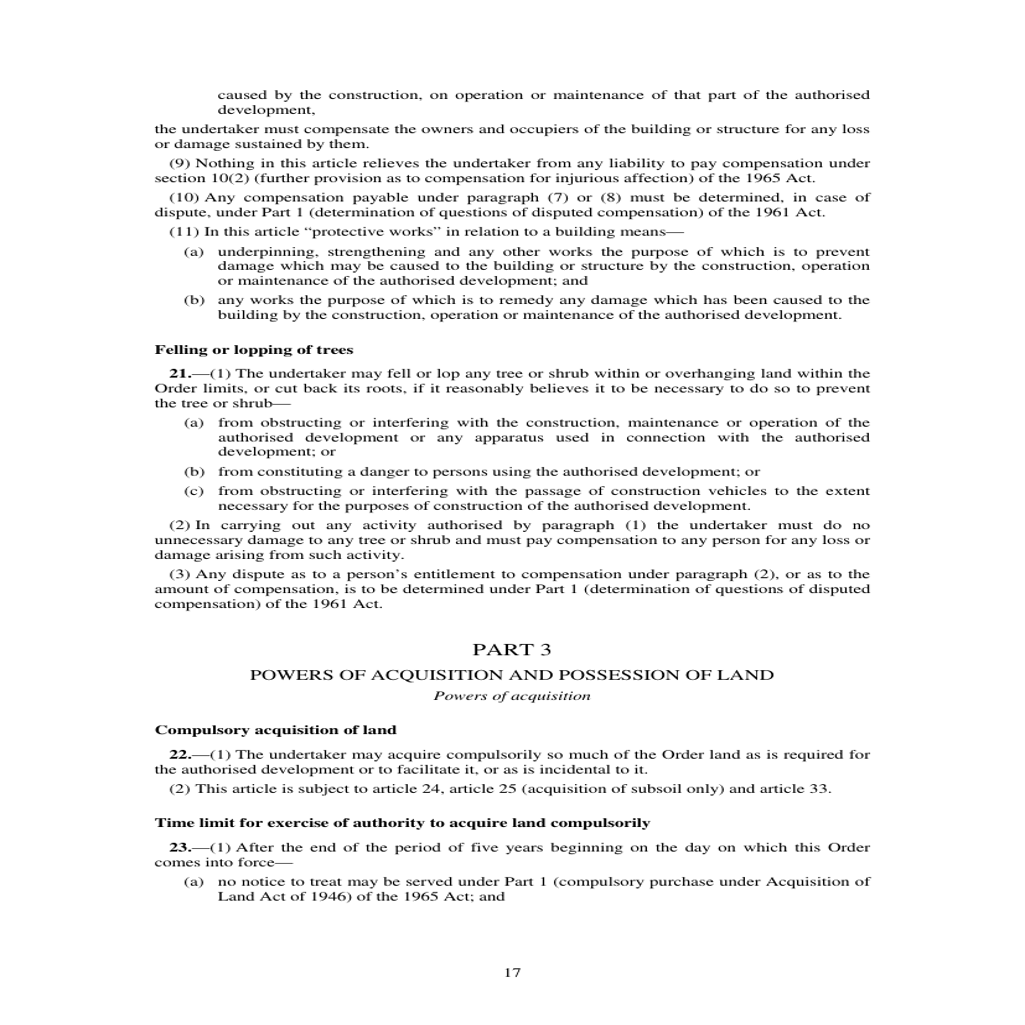 caused by the construction, on operation or maintenance of that part of the authorised
development,
the undertaker must compensate the owners and occupiers of the building or structure for any loss
or damage sustained by them.
(9) Nothing in this article relieves the undertaker from any liability to pay compensation under
section 10(2) (further provision as to compensation for injurious affection) of the 1965 Act.
(10) Any compensation payable under paragraph (7) or (8) must be determined, in case of
dispute, under Part 1 (determination of questions of disputed compensation) of the 1961 Act.
(11) In this article “protective works” in relation to a building means—
(a) underpinning, strengthening and any other works the purpose of which is to prevent
damage which may be caused to the building or structure by the construction, operation
or maintenance of the authorised development; and
(b) any works the purpose of which is to remedy any damage which has been caused to the
building by the construction, operation or maintenance of the authorised development.
Felling or lopping of trees
21.—(1) The undertaker may fell or lop any tree or shrub within or overhanging land within the
Order limits, or cut back its roots, if it reasonably believes it to be necessary to do so to prevent
the tree or shrub—
(a) from obstructing or interfering with the construction, maintenance or operation of the
authorised development or any apparatus used in connection with the authorised
development; or
(b) from constituting a danger to persons using the authorised development; or
(c) from obstructing or interfering with the passage of construction vehicles to the extent
necessary for the purposes of construction of the authorised development.
(2) In carrying out any activity authorised by paragraph (1) the undertaker must do no
unnecessary damage to any tree or shrub and must pay compensation to any person for any loss or
damage arising from such activity.
(3) Any dispute as to a person’s entitlement to compensation under paragraph (2), or as to the
amount of compensation, is to be determined under Part 1 (determination of questions of disputed
compensation) of the 1961 Act.
PART 3
POWERS OF ACQUISITION AND POSSESSION OF LAND
Powers of acquisition
Compulsory acquisition of land
22.—(1) The undertaker may acquire compulsorily so much of the Order land as is required for
the authorised development or to facilitate it, or as is incidental to it.
(2) This article is subject to article 24, article 25 (acquisition of subsoil only) and article 33.
Time limit for exercise of authority to acquire land compulsorily
23.—(1) After the end of the period of five years beginning on the day on which this Order
comes into force—
(a) no notice to treat may be served under Part 1 (compulsory purchase under Acquisition of
Land Act of 1946) of the 1965 Act; and
17